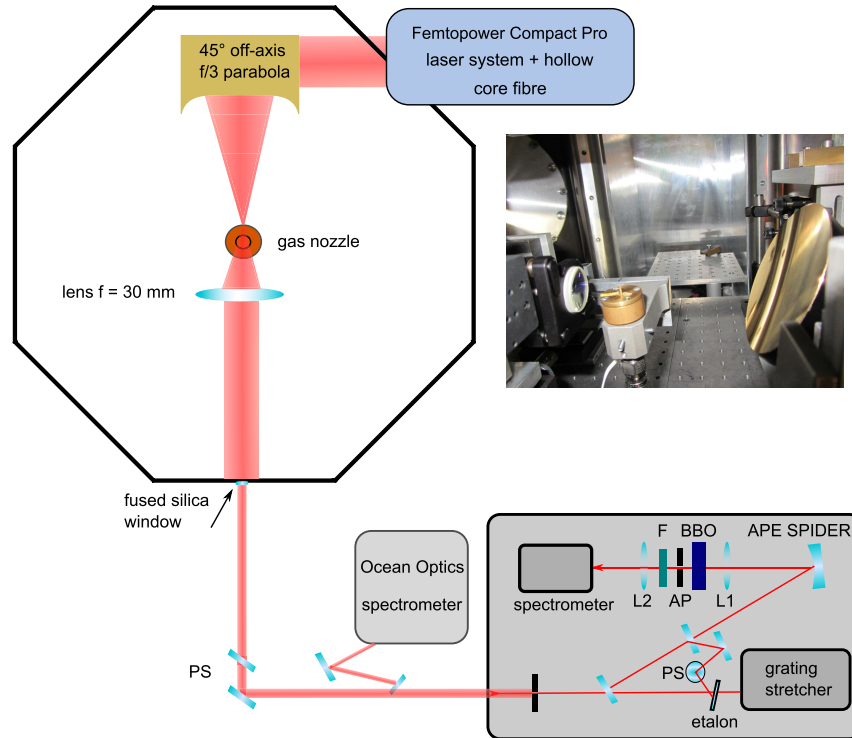 45° off-axis
f/3 parabola
Femtopower Compact Pro
laser system + hollow
core fibre
gas nozzle
lens f = 30 mm
fused silica
window
Ocean Optics
spectrometer
PS
F BBO APE SPIDER
spectrometer
L2 AP L1
PS
grating
stretcher
etalon